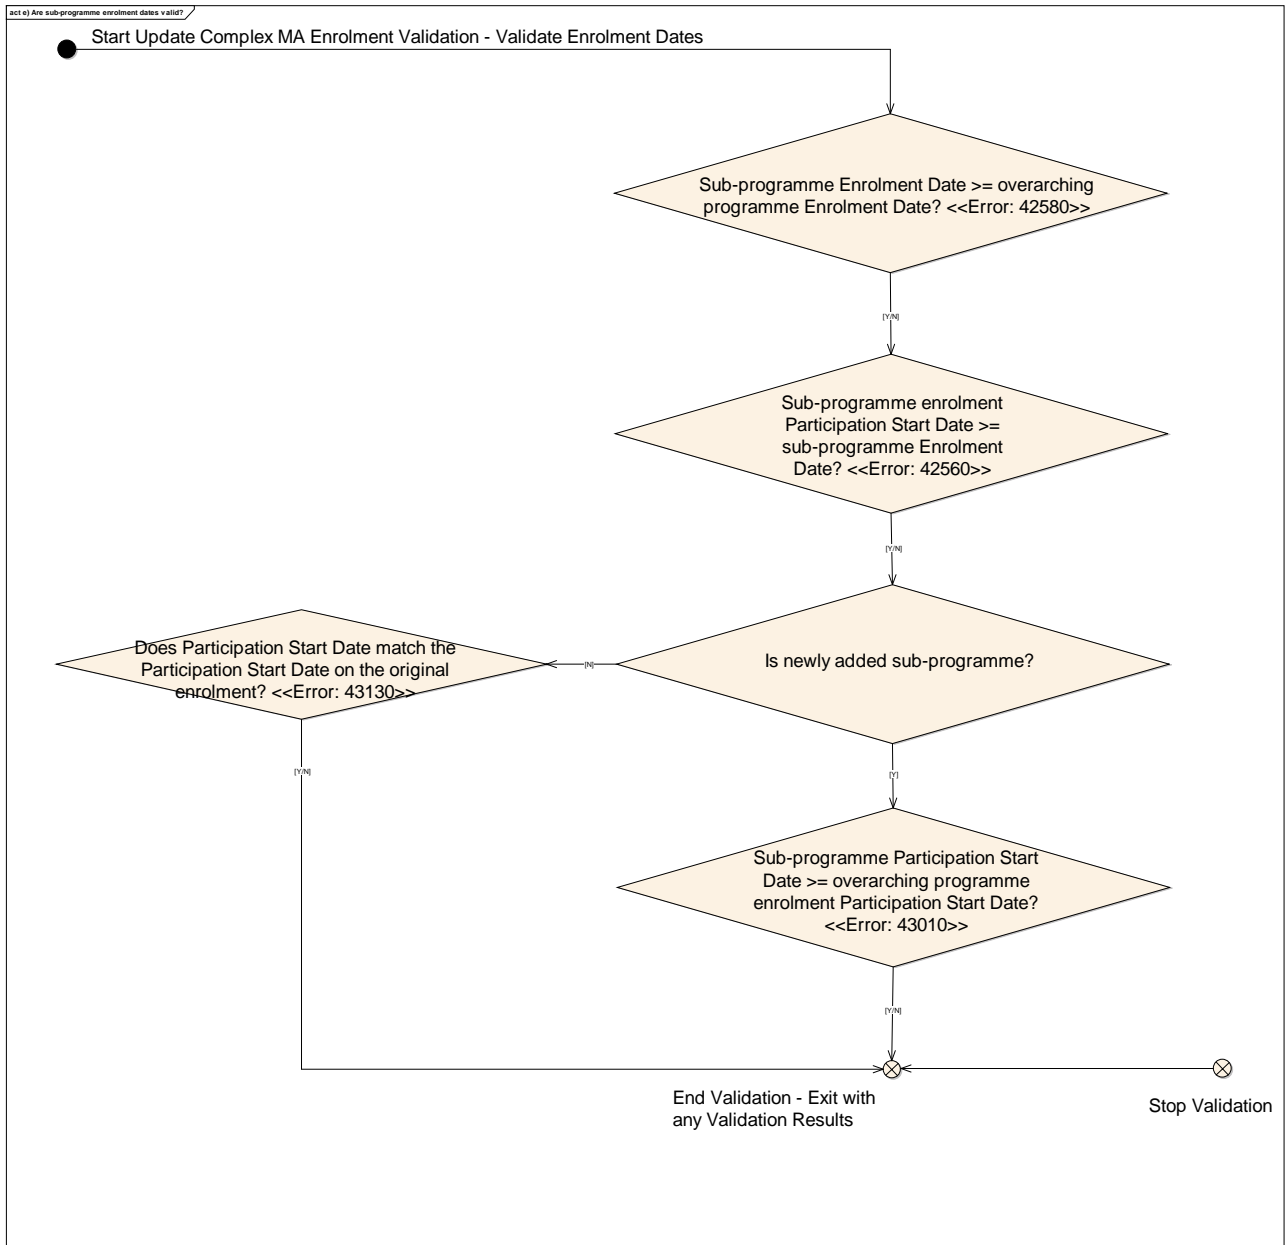 act e) Are sub-programme enrolment dates valid?
Start Update Complex MA Enrolment Validation - Validate Enrolment Dates
Sub-programme Enrolment Date >= overarching
programme Enrolment Date? <<Error: 42580>>
[Y/N]
Sub-programme enrolment
Participation Start Date >=
sub-programme Enrolment
Date? <<Error: 42560>>
[Y/N]
Does Participation Start Date match the
Participation Start Date on the original
enrolment? <<Error: 43130>>
[N]
Is newly added sub-programme?
[Y/N]
[Y]
Sub-programme Participation Start
Date >= overarching programme
enrolment Participation Start Date?
<<Error: 43010>>
[Y/N]
End Validation - Exit with
any Validation Results
Stop Validation